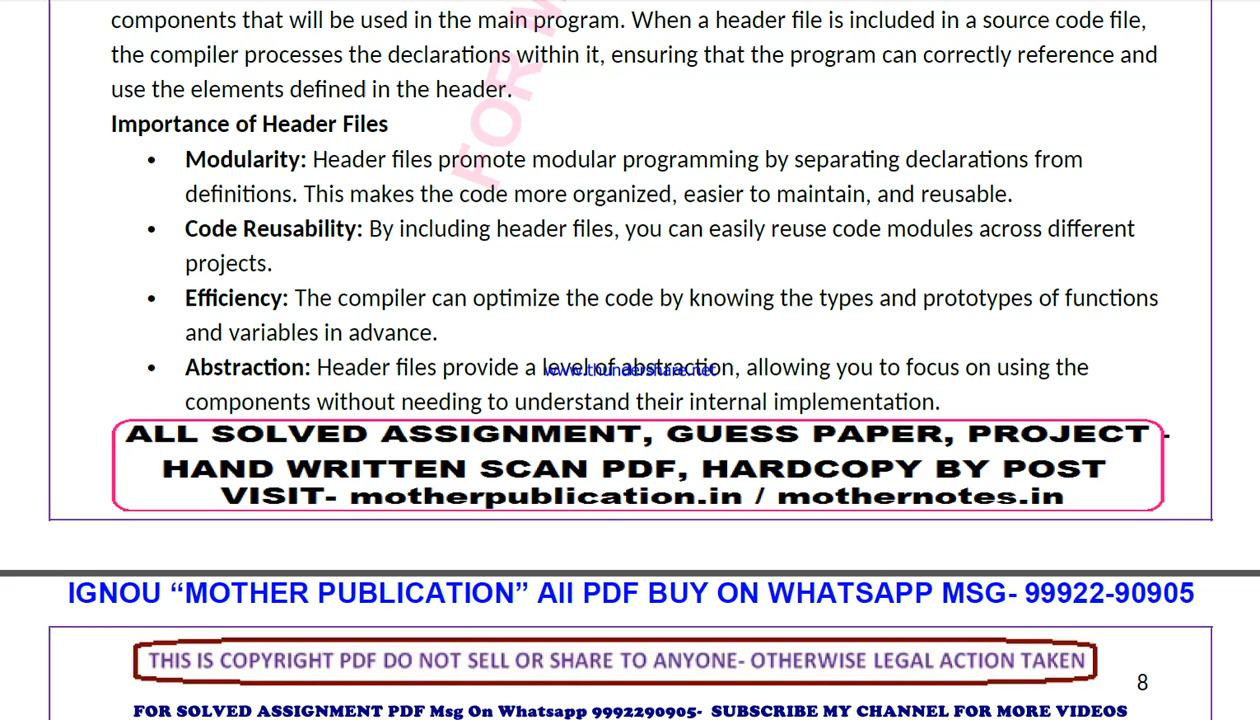 components that will be used in the main program. When a header file is included in a source code file,
the compiler processes the declarations within it, ensuring that the program can correctly reference and
use the elements defined in the header.
FOR
Importance of Header Files
• Modularity: Header files promote modular programming by separating declarations from
definitions. This makes the code more organized, easier to maintain, and reusable.
• Code Reusability: By including header files, you can easily reuse code modules across different
projects.
• Efficiency: The compiler can optimize the code by knowing the types and prototypes of functions
and variables in advance.
• Abstraction: Header files provide a level of abstraction, allowing you to focus on using the
www.thundershare.net
components without needing to understand their internal implementation.
ALL SOLVED ASSIGNMENT, GUESS PAPER, PROJECT -
HAND WRITTEN SCAN PDF, HARDCOPY BY POST
VISIT- motherpublication.in / mothernotes.in
IGNOU “MOTHER PUBLICATION” All PDF BUY ON WHATSAPP MSG- 99922-90905
THIS IS COPYRIGHT PDF DO NOT SELL OR SHARE TO ANYONE- OTHERWISE LEGAL ACTION TAKEN
8
FOR SOLVED ASSIGNMENT PDF Msg On Whatsapp 9992290905- SUBSCRIBE MY CHANNEL FOR MORE VIDEOS